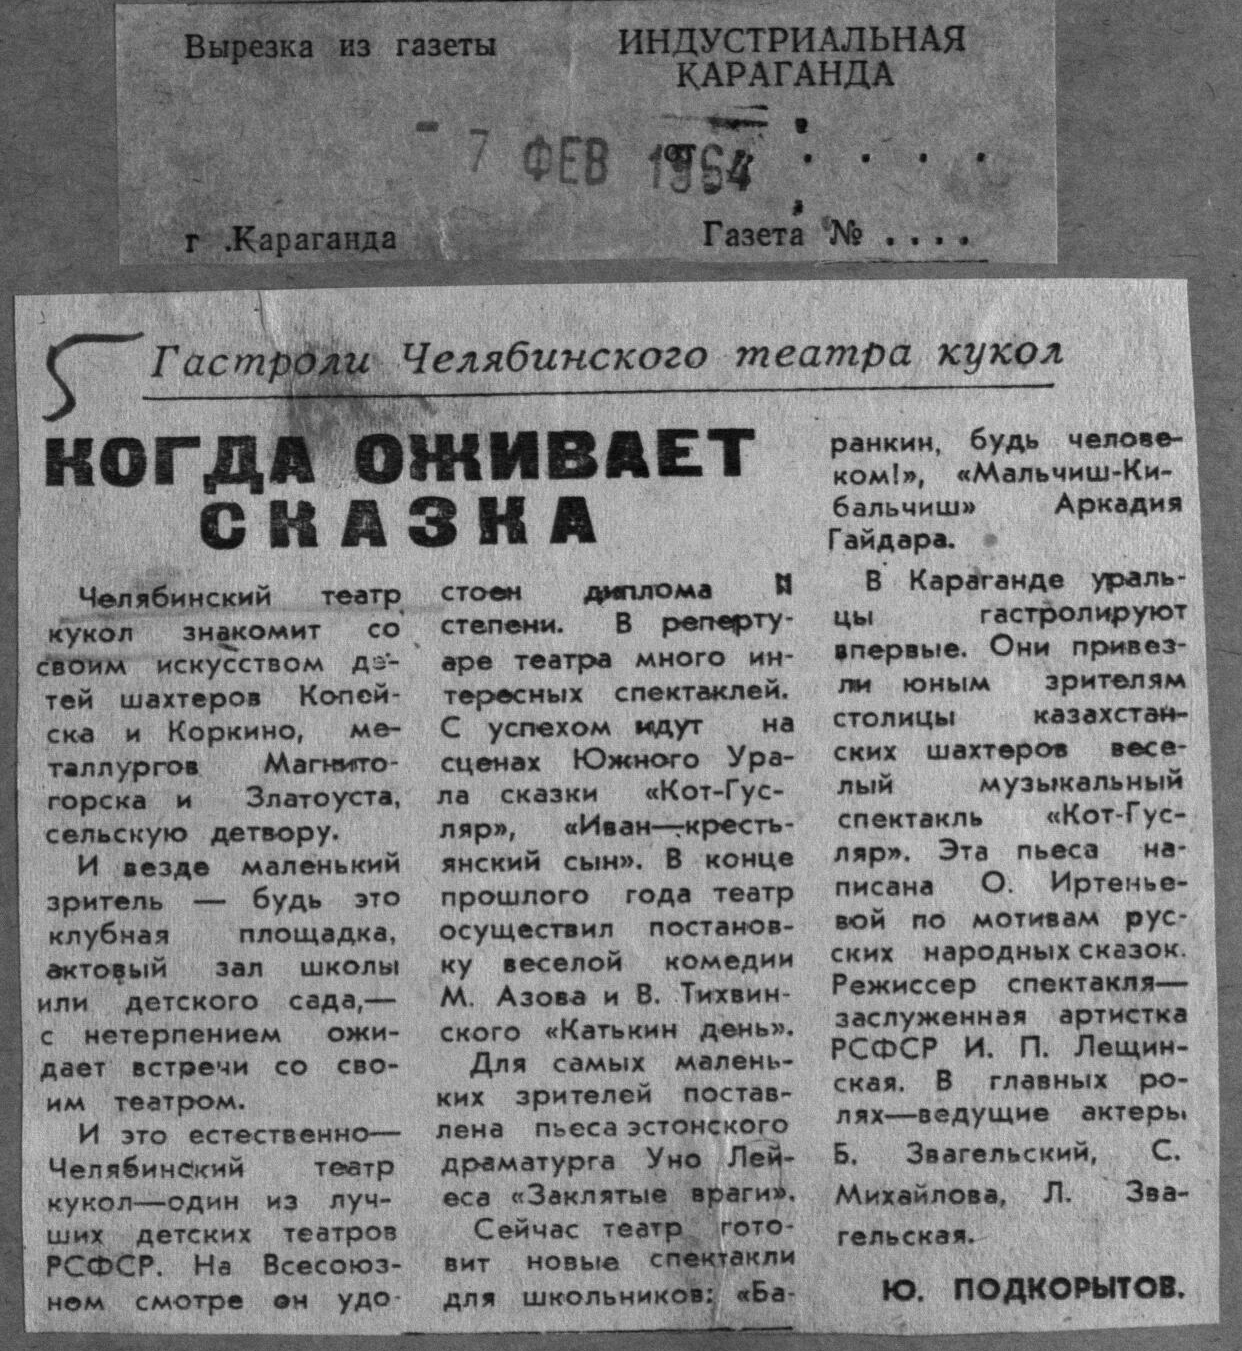 Вырезка из газеты
ИНДУСТРИАЛЬНАЯ
КАРАГАНДА
- 7 ФЕВ 1964
от
г .Караганда
Газета № ....
5
Гастроли Челябинского театра кукол
КОГДА ОЖИВАЕТ
СКАЗКА
Челябинский театр
кукол знакомит со
своим искусством де-
тей шахтеров Копей-
ска и Коркино, ме-
таллургов Магнито-
горска и Златоуста,
сельскую детвору.
И везде маленький
зритель — будь это
клубная площадка,
актовый зал школы
или детского сада,—
с нетерпением ожи-
дает встречи со сво-
им театром.
И это естественно—
Челябинский театр
кукол—один из луч-
ших детских театров
РСФСР. На Всесоюз-
ном смотре он удо-
стоен диплома II
степени. В реперту-
аре театра много ин-
тересных спектаклей.
С успехом идут на
сценах Южного Ура-
ла сказки «Кот-Гус-
ляр», «Иван—кресть-
янский сын». В конце
прошлого года театр
осуществил постанов-
ку веселой комедии
М. Азова и В. Тихвин-
ского «Катькин день».
Для самых малень-
ких зрителей постав-
лена пьеса эстонского
драматурга Уно Лей-
еса «Заклятые враги».
Сейчас театр гото-
вит новые спектакли
для школьников: «Ба-
ранкин, будь челове-
ком!», «Мальчиш-Ки-
бальчиш» Аркадия
Гайдара.
В Караганде ураль-
цы гастролируют
впервые. Они привез-
ли юным зрителям
столицы казахстан-
ских шахтеров весе-
лый музыкальный
спектакль «Кот-Гус-
ляр». Эта пьеса на-
писана О. Иртенье-
вой по мотивам рус-
ских народных сказок.
Режиссер спектакля—
заслуженная артистка
РСФСР И. П. Лещин-
ская. В главных ро-
лях—ведущие актеры
Б. Звагельский, С.
Михайлова, Л. Зва-
гельская.
Ю. ПОДКОРЫТОВ.